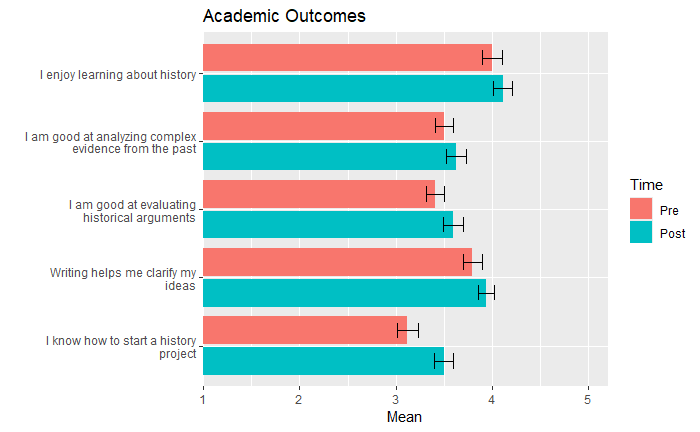 Academic Outcomes
I enjoy learning about history
I am good at analyzing complex
evidence from the past
I am good at evaluating
historical arguments
Writing helps me clarify my
ideas
I know how to start a history
project
1 2 3 4 5
Mean
Time
Pre
Post